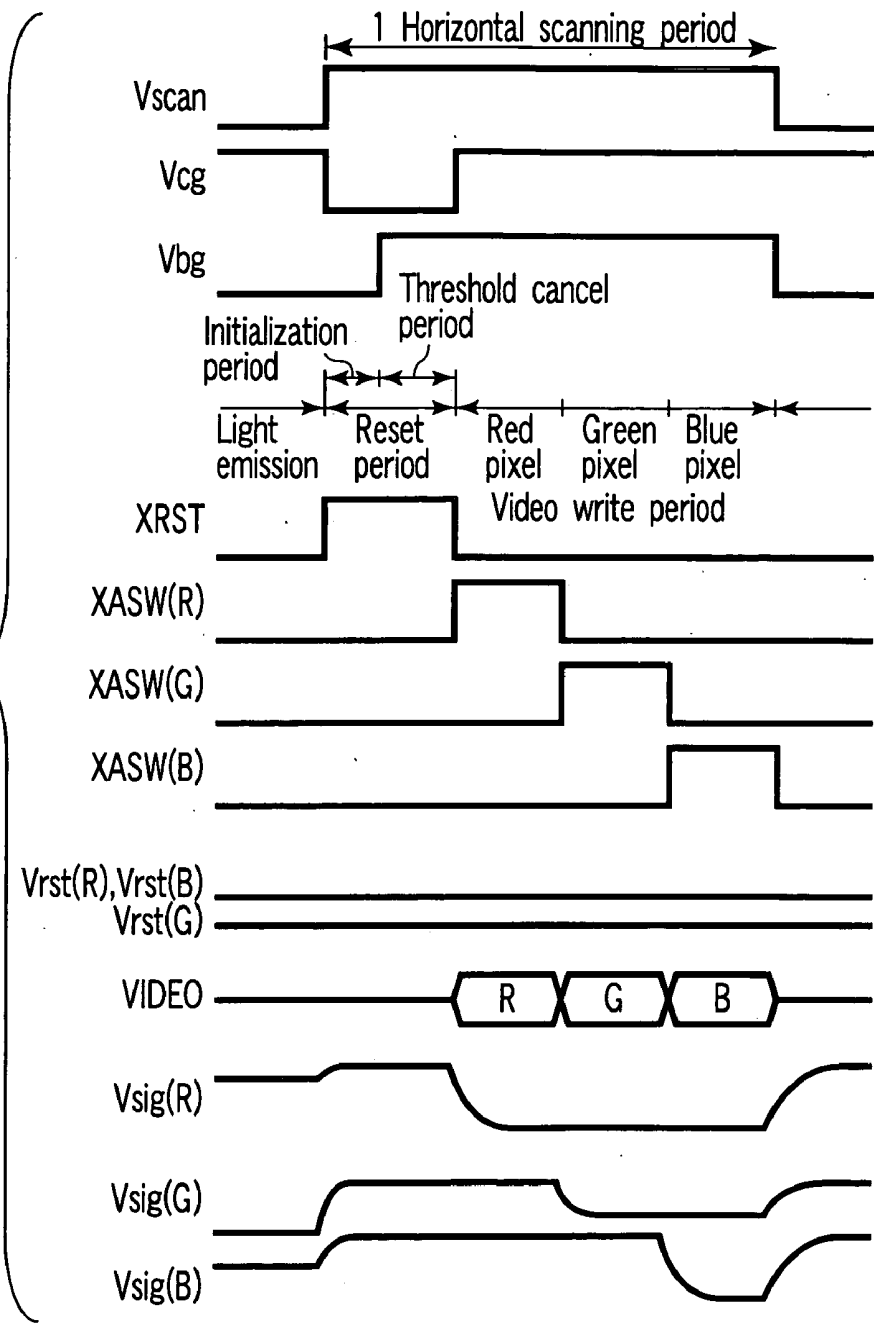 1 Horizontal scanning period
Vscan
Vcg
Vbg
Threshold cancel
period
Initialization
period
Light
emission
Reset
period
Red
pixel
Green
pixel
Blue
pixel
Video write period
XRST
XASW(R)
XASW(G)
XASW(B)
Vrst(R),Vrst(B)
Vrst(G)
VIDEO
R
G
B
Vsig(R)
Vsig(G)
Vsig(B)